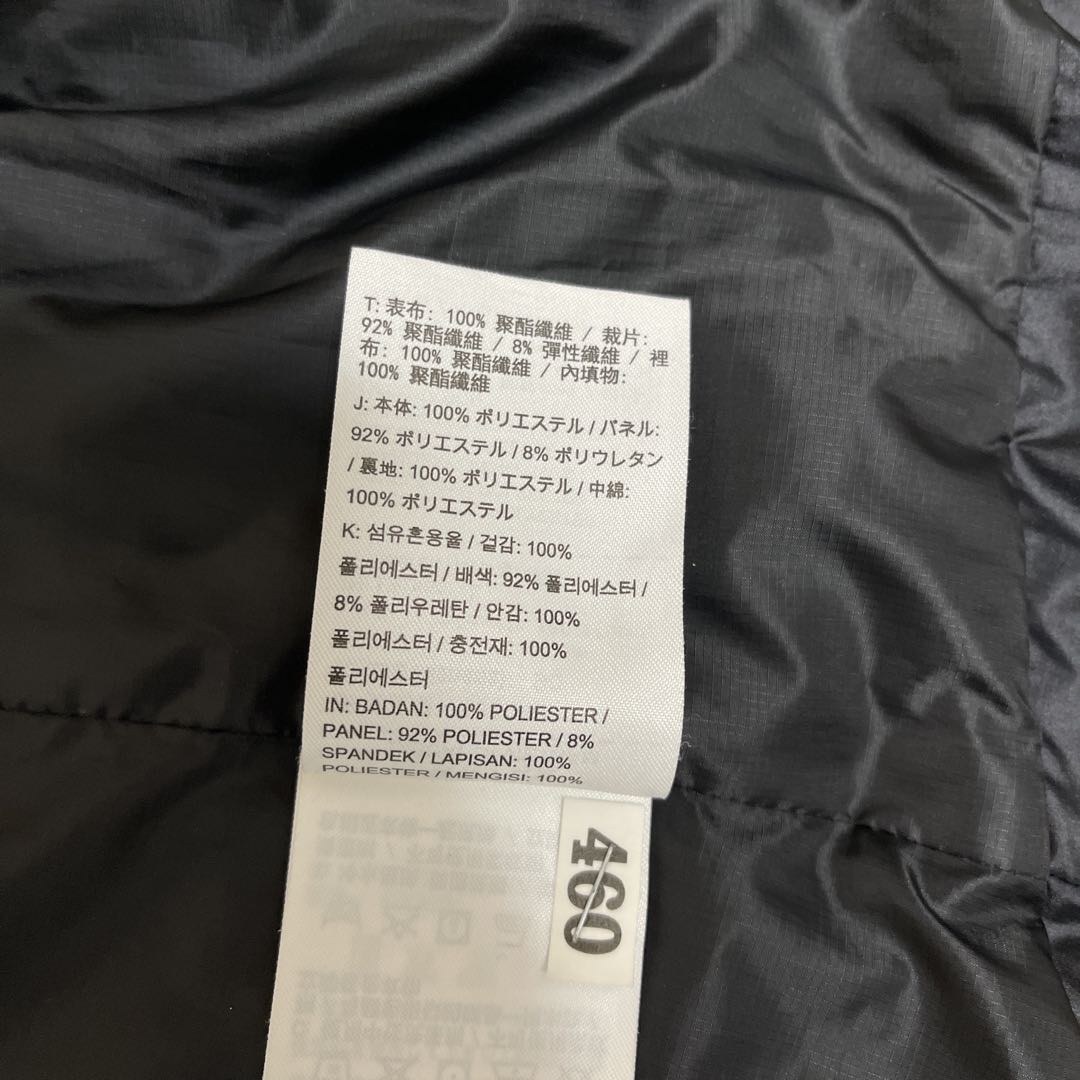 T: 表布: 100% 聚酯纖維 / 裁片:
92% 聚酯纖維 / 8% 彈性纖維 / 裡
布: 100% 聚酯纖維 / 內填物:
100% 聚酯纖維
J: 本体: 100% ポリエステル / パネル:
92% ポリエステル / 8% ポリウレタン
/ 裏地: 100% ポリエステル / 中綿:
100% ポリエステル
K: 섬유혼용율 / 겉감: 100%
폴리에스터 / 배색: 92% 폴리에스터 /
8% 폴리우레탄 / 안감: 100%
폴리에스터 / 충전재: 100%
폴리에스터
IN: BADAN: 100% POLIESTER /
PANEL: 92% POLIESTER / 8%
SPANDEK / LAPISAN: 100%
POLIESTER / MENGISI: 100%
460